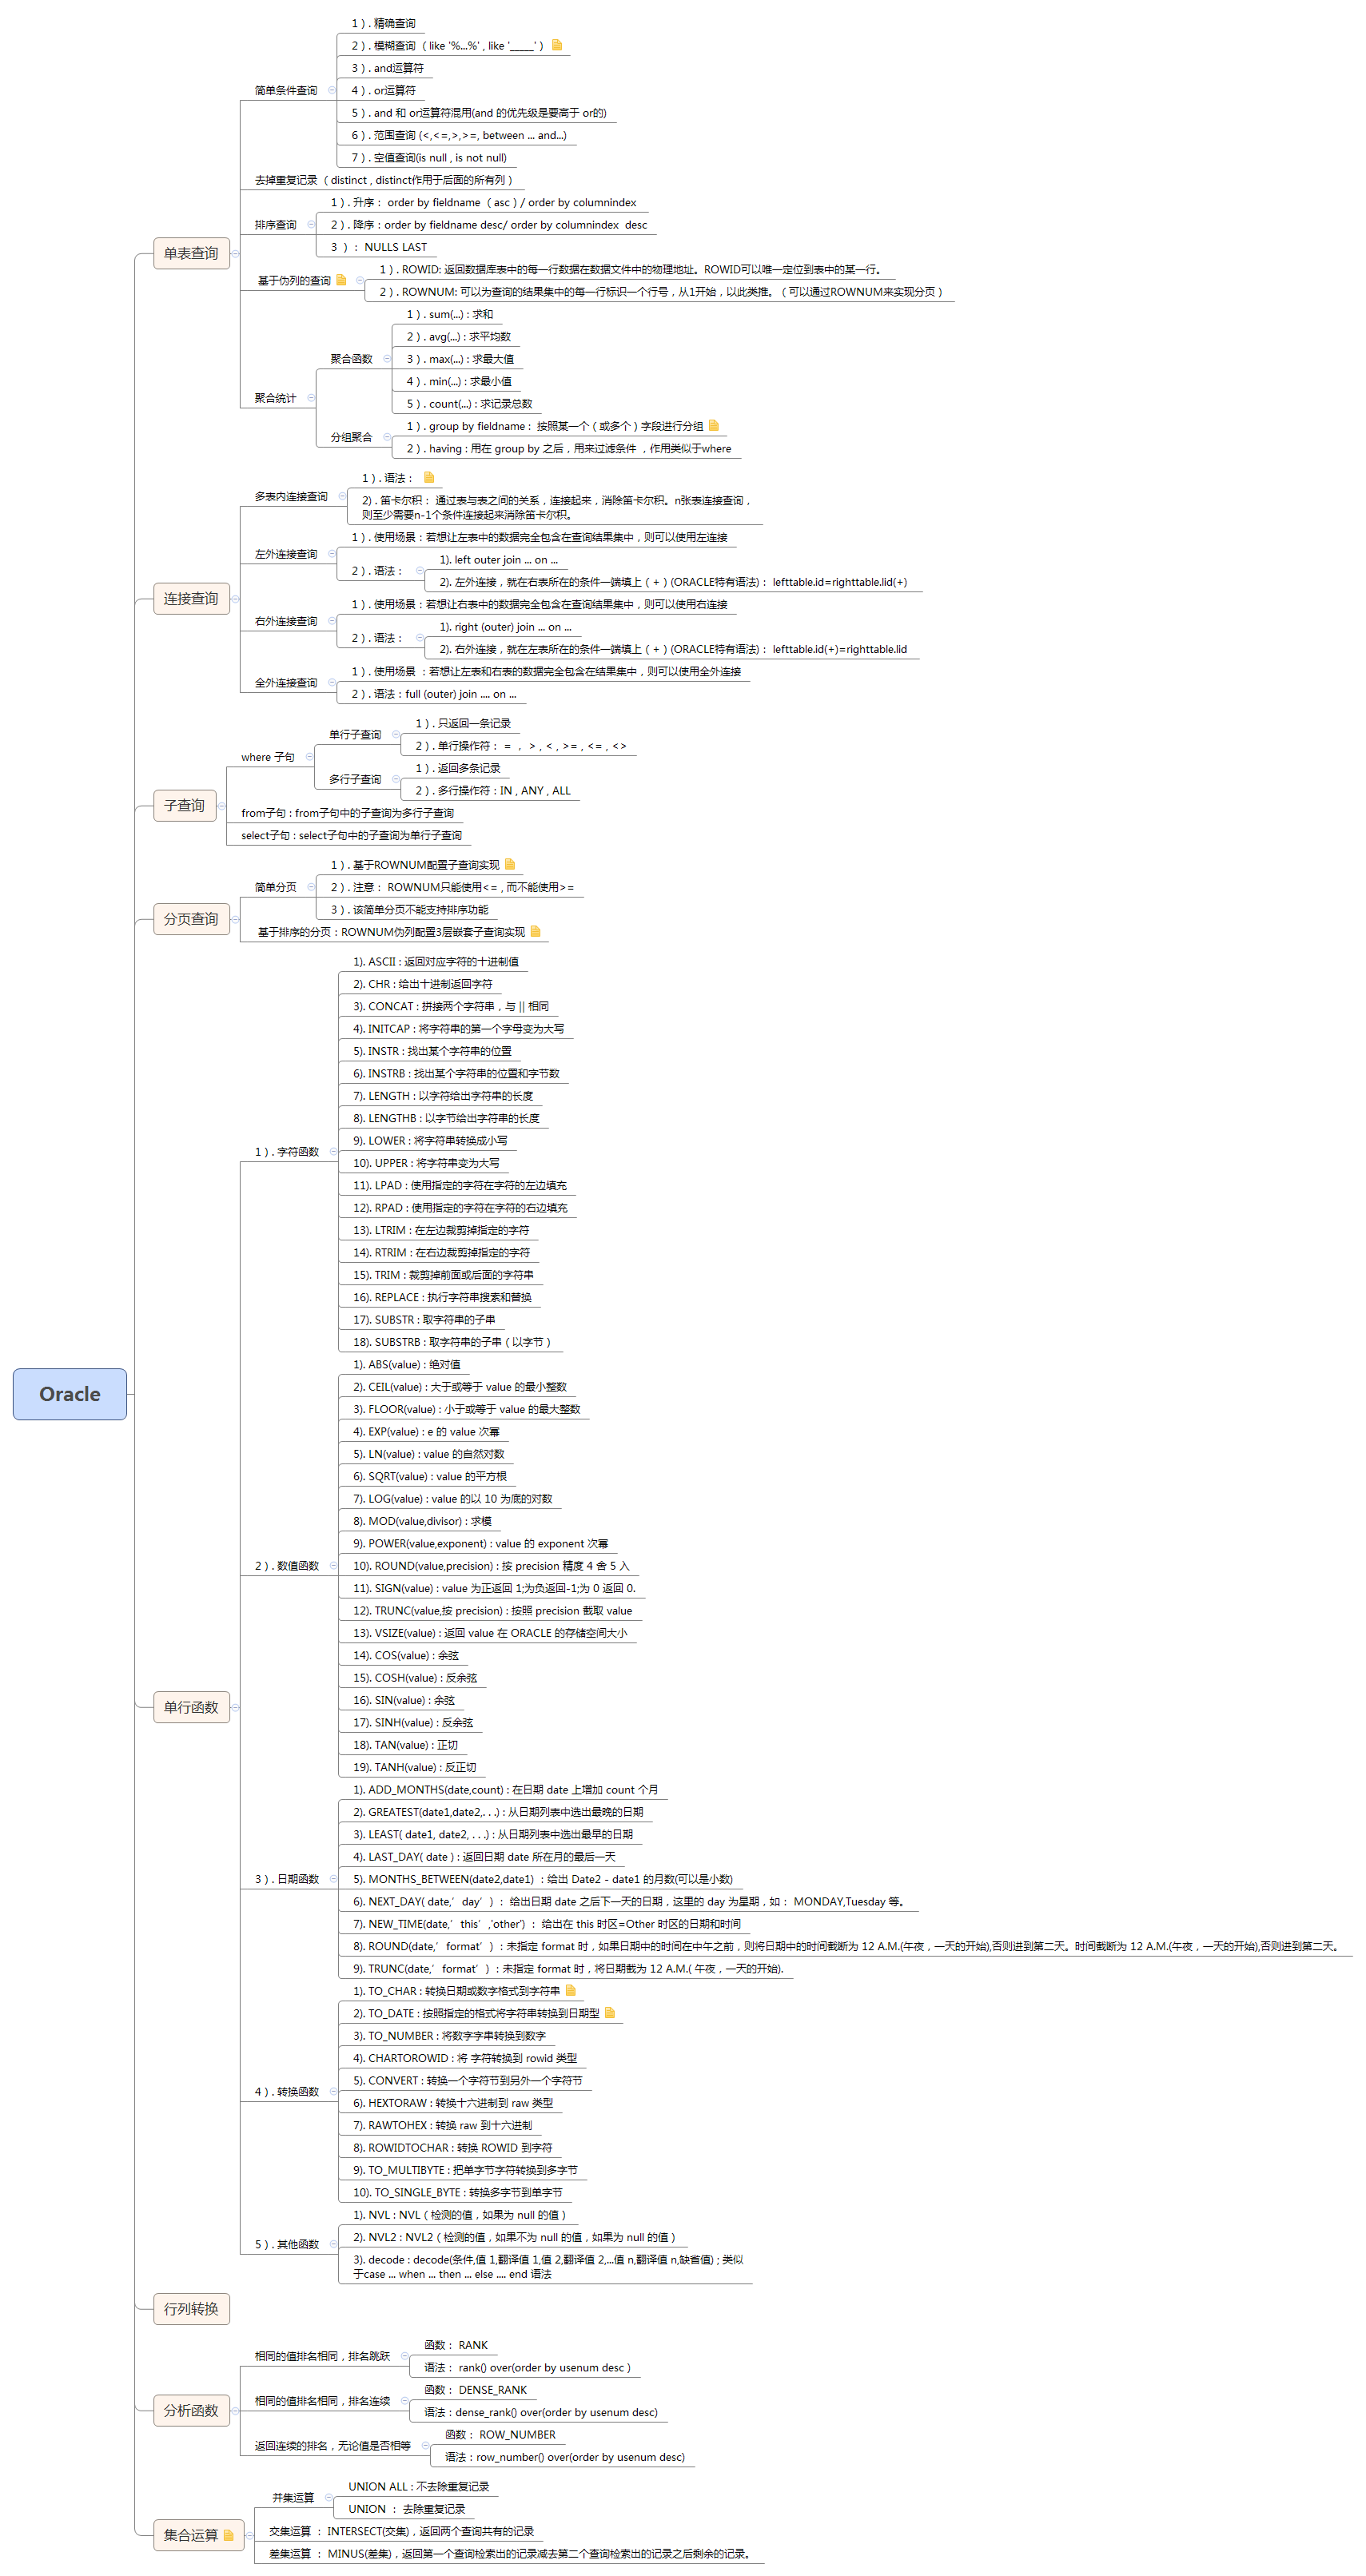 Oracle
单表查询
简单条件查询
1）. 精确查询
2）. 模糊查询 （ like '%...%' , like '_____' ）
3）. and运算符
4）. or运算符
5）. and 和 or运算符混用(and 的优先级是要高于 or的)
6）. 范围查询 (<,<=,>,>=, between ... and...)
7）. 空值查询(is null , is not null)
去掉重复记录 （ distinct , distinct作用于后面的所有列 ）
排序查询
1）. 升序： order by fieldname （ asc ）/ order by columnindex
2）. 降序：order by fieldname desc/ order by columnindex desc
3 ）： NULLS LAST
基于伪列的查询
1）. ROWID: 返回数据库表中的每一行数据在数据文件中的物理地址。ROWID可以唯一定位到表中的某一行。
2）. ROWNUM: 可以为查询的结果集中的每一行标识一个行号，从1开始，以此类推。（ 可以通过ROWNUM来实现分页 ）
聚合统计
聚合函数
1）. sum(...) : 求和
2）. avg(...) : 求平均数
3）. max(...) : 求最大值
4）. min(...) : 求最小值
5）. count(...) : 求记录总数
分组聚合
1）. group by fieldname : 按照某一个（或多个）字段进行分组
2）. having : 用在 group by 之后，用来过滤条件 ，作用类似于where
连接查询
多表内连接查询
1）. 语法：
2) . 笛卡尔积： 通过表与表之间的关系，连接起来，消除笛卡尔积。n张表连接查询，
则至少需要n-1个条件连接起来消除笛卡尔积。
左外连接查询
1）. 使用场景：若想让左表中的数据完全包含在查询结果集中，则可以使用左连接
2）. 语法：
1). left outer join ... on ...
2). 左外连接，就在右表所在的条件一端填上（ + ）(ORACLE特有语法)： lefttable.id=righttable.lid(+)
右外连接查询
1）. 使用场景：若想让右表中的数据完全包含在查询结果集中，则可以使用右连接
2）. 语法：
1). right (outer) join ... on ...
2). 右外连接，就在左表所在的条件一端填上（ + ）(ORACLE特有语法)： lefttable.id(+)=righttable.lid
全外连接查询
1）. 使用场景 ：若想让左表和右表的数据完全包含在结果集中，则可以使用全外连接
2）. 语法：full (outer) join .... on ...
子查询
where 子句
单行子查询
1）. 只返回一条记录
2）. 单行操作符： = ， > , < , >= , <= , <>
多行子查询
1）. 返回多条记录
2）. 多行操作符：IN , ANY , ALL
from子句 : from子句中的子查询为多行子查询
select子句 : select子句中的子查询为单行子查询
分页查询
简单分页
1）. 基于ROWNUM配置子查询实现
2）. 注意： ROWNUM只能使用<= , 而不能使用>=
3）. 该简单分页不能支持排序功能
基于排序的分页：ROWNUM伪列配置3层嵌套子查询实现
单行函数
1）. 字符函数
1). ASCII : 返回对应字符的十进制值
2). CHR : 给出十进制返回字符
3). CONCAT : 拼接两个字符串，与 || 相同
4). INITCAP : 将字符串的第一个字母变为大写
5). INSTR : 找出某个字符串的位置
6). INSTRB : 找出某个字符串的位置和字节数
7). LENGTH : 以字符给出字符串的长度
8). LENGTHB : 以字节给出字符串的长度
9). LOWER : 将字符串转换成小写
10). UPPER : 将字符串变为大写
11). LPAD : 使用指定的字符在字符的左边填充
12). RPAD : 使用指定的字符在字符的右边填充
13). LTRIM : 在左边裁剪掉指定的字符
14). RTRIM : 在右边裁剪掉指定的字符
15). TRIM : 裁剪掉前面或后面的字符串
16). REPLACE : 执行字符串搜索和替换
17). SUBSTR : 取字符串的子串
18). SUBSTRB : 取字符串的子串（以字节）
2）. 数值函数
1). ABS(value) : 绝对值
2). CEIL(value) : 大于或等于 value 的最小整数
3). FLOOR(value) : 小于或等于 value 的最大整数
4). EXP(value) : e 的 value 次幂
5). LN(value) : value 的自然对数
6). SQRT(value) : value 的平方根
7). LOG(value) : value 的以 10 为底的对数
8). MOD(value,divisor) : 求模
9). POWER(value,exponent) : value 的 exponent 次幂
10). ROUND(value,precision) : 按 precision 精度 4 舍 5 入
11). SIGN(value) : value 为正返回 1;为负返回-1;为 0 返回 0.
12). TRUNC(value,按 precision) : 按照 precision 截取 value
13). VSIZE(value) : 返回 value 在 ORACLE 的存储空间大小
14). COS(value) : 余弦
15). COSH(value) : 反余弦
16). SIN(value) : 余弦
17). SINH(value) : 反余弦
18). TAN(value) : 正切
19). TANH(value) : 反正切
3）. 日期函数
1). ADD_MONTHS(date,count) : 在日期 date 上增加 count 个月
2). GREATEST(date1,date2,. . .) : 从日期列表中选出最晚的日期
3). LEAST( date1, date2, . . .) : 从日期列表中选出最早的日期
4). LAST_DAY( date ) : 返回日期 date 所在月的最后一天
5). MONTHS_BETWEEN(date2,date1) ：给出 Date2 - date1 的月数(可以是小数)
6). NEXT_DAY( date,’day’) ： 给出日期 date 之后下一天的日期，这里的 day 为星期，如： MONDAY,Tuesday 等。
7). NEW_TIME(date,’this’,’other’) ： 给出在 this 时区=Other 时区的日期和时间
8). ROUND(date,’format’) ：未指定 format 时，如果日期中的时间在中午之前，则将日期中的时间截断为 12 A.M.(午夜，一天的开始),否则进到第二天。时间截断为 12 A.M.(午夜，一天的开始),否则进到第二天。
9). TRUNC(date,’format’) ：未指定 format 时，将日期截为 12 A.M.( 午夜，一天的开始).
4）. 转换函数
1). TO_CHAR : 转换日期或数字格式到字符串
2). TO_DATE : 按照指定的格式将字符串转换到日期型
3). TO_NUMBER : 将数字字串转换到数字
4). CHARTOROWID : 将 字符转换到 rowid 类型
5). CONVERT : 转换一个字符节到另外一个字符节
6). HEXTORAW : 转换十六进制到 raw 类型
7). RAWTOHEX : 转换 raw 到十六进制
8). ROWIDTOCHAR : 转换 ROWID 到字符
9). TO_MULTIBYTE : 把单字节字符转换到多字节
10). TO_SINGLE_BYTE : 转换多字节到单字节
5）. 其他函数
1). NVL : NVL（检测的值，如果为 null 的值）
2). NVL2 : NVL2（检测的值，如果不为 null 的值，如果为 null 的值）
3). decode : decode(条件,值 1,翻译值 1,值 2,翻译值 2,...值 n,翻译值 n,缺省值) ; 类似
于case ... when ... then ... else .... end 语法
行列转换
分析函数
相同的值排名相同，排名跳跃
函数： RANK
语法： rank() over(order by usenum desc )
相同的值排名相同，排名连续
函数： DENSE_RANK
语法：dense_rank() over(order by usenum desc)
返回连续的排名，无论值是否相等
函数： ROW_NUMBER
语法：row_number() over(order by usenum desc)
集合运算
并集运算
UNION ALL : 不去除重复记录
UNION ： 去除重复记录
交集运算 ： INTERSECT(交集)，返回两个查询共有的记录
差集运算 ： MINUS(差集)，返回第一个查询检索出的记录减去第二个查询检索出的记录之后剩余的记录。